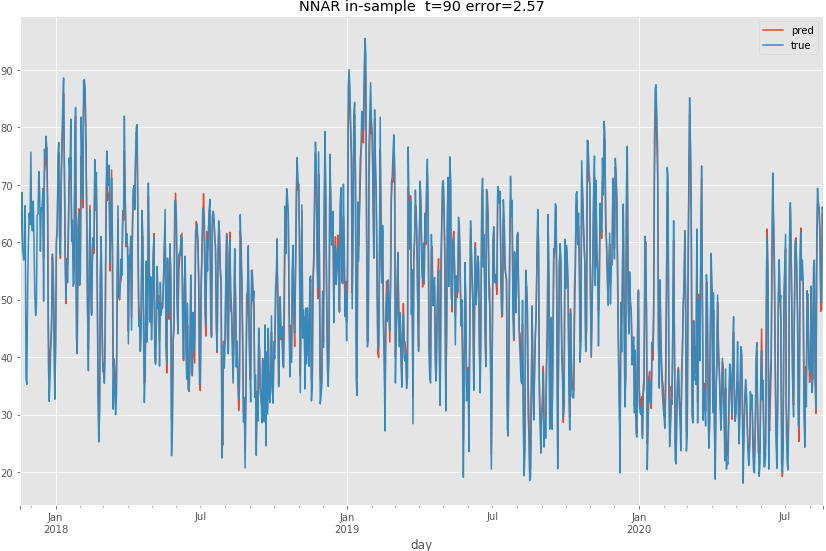 NNAR in-sample t=90 error=2.57
pred
true
90
80
70
60
50
40
30
20
Jan Jul Jan Jul Jan Jul
2018 2019 2020
day